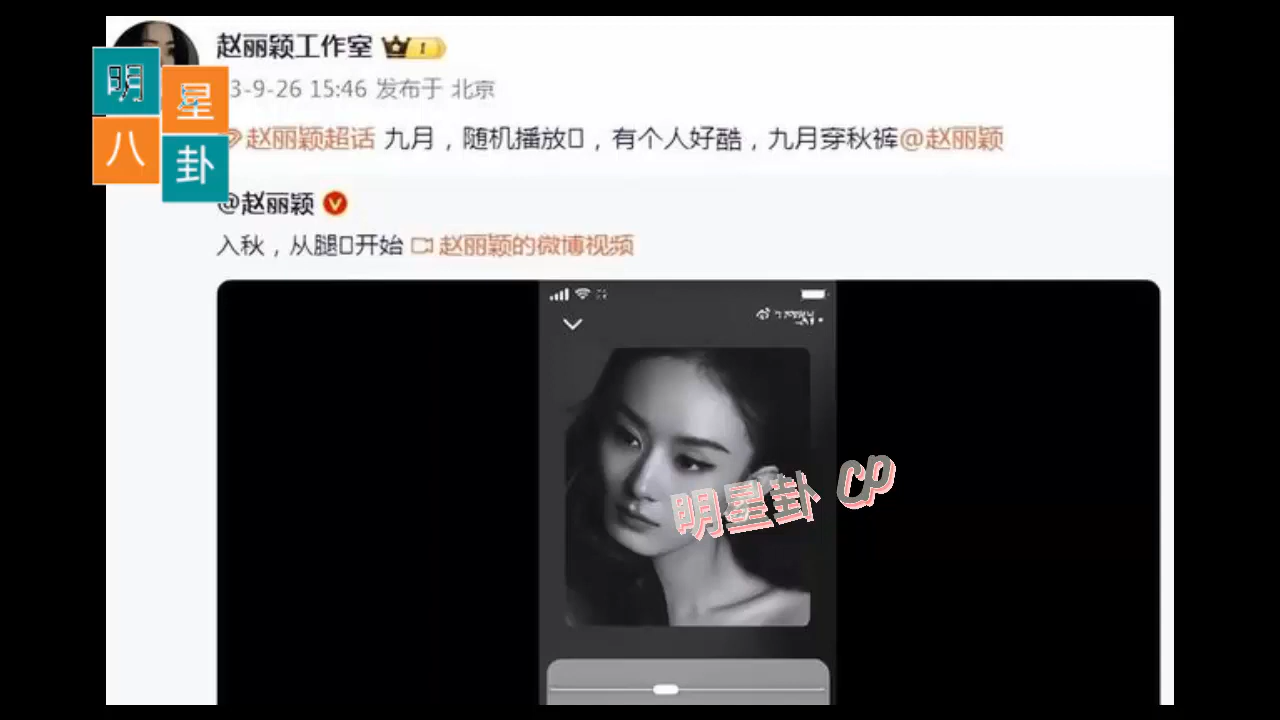 赵丽颖工作室
1
3-9-26 15:46 发布于 北京
赵丽颖超话 九月，随机播放，有个人好酷，九月穿秋裤@赵丽颖
明星
八卦
@赵丽颖
入秋，从腿开始 赵丽颖的微博视频
明星卦 CP